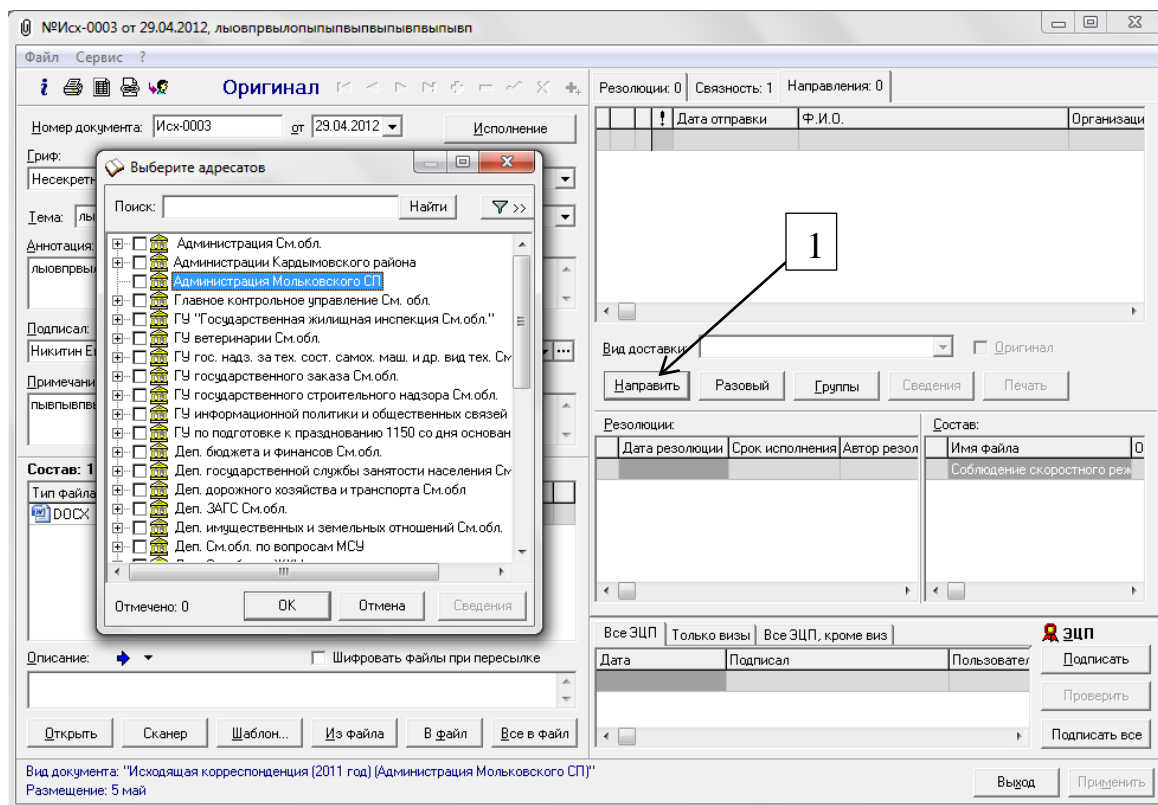 №Исх-0003 от 29.04.2012, лыовпрвылопыпыпвыпвыпывпвыпывп
Файл Сервис ?
Оригинал
Номер документа: Исх-0003 от 29.04.2012 Исполнение
Гриф:
Несекретн
Тема: лы
Аннотация:
лыовпрвыл
Подписал:
Никитин Ег
Примечани
пывпывпвы
Состав: 1
Тип файла
DOCX
Описание: Шифровать файлы при пересылке
Открыть Сканер Шаблон... Из файла В файл Все в файл
Вид документа: "Исходящая корреспонденция (2011 год) (Администрация Мольковского СП)"
Размещение: 5 май
Выберите адресатов
Поиск: Найти >>
Администрация См.обл.
Администрации Кардымовского района
Администрация Мольковского СП
Главное контрольное управление См. обл.
ГУ "Государственная жилищная инспекция См.обл."
ГУ ветеринарии См.обл.
ГУ гос. надз. за тех. сост. самох. маш. и др. вид тех. См
ГУ государственного заказа См.обл.
ГУ государственного строительного надзора См.обл.
ГУ информационной политики и общественных связей
ГУ по подготовке к празднованию 1150 со дня основан
Деп. бюджета и финансов См.обл.
Деп. государственной службы занятости населения См
Деп. дорожного хозяйства и транспорта См.обл
Деп. ЗАГС См.обл.
Деп. имущественных и земельных отношений См.обл.
Деп. См.обл. по вопросам МСУ
Отмечено: 0 OK Отмена Сведения
Резолюции: 0 Связность: 1 Направления: 0
! Дата отправки Ф.И.О. Организаци
1
Вид доставки: Оригинал
Направить Разовый Группы Сведения Печать
Резолюции: Состав:
Дата резолюции Срок исполнения Автор резол Имя файла О
Соблюдение скоростного реж
Все ЭЦП Только визы Все ЭЦП, кроме виз ЭЦП
Дата Подписал Пользовател
Подписать
Проверить
Подписать все
Выход Применить